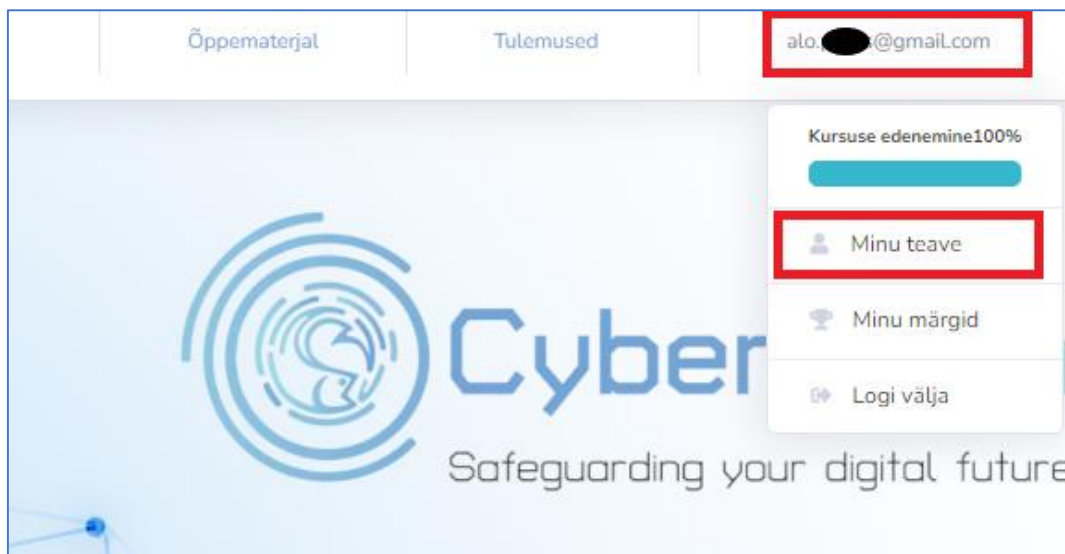 Õppematerjal
Tulemused
alo. @gmail.com
Kursuse edenemine100%
Minu teave
Minu märgid
Logi välja
Cyber
Safeguarding your digital future